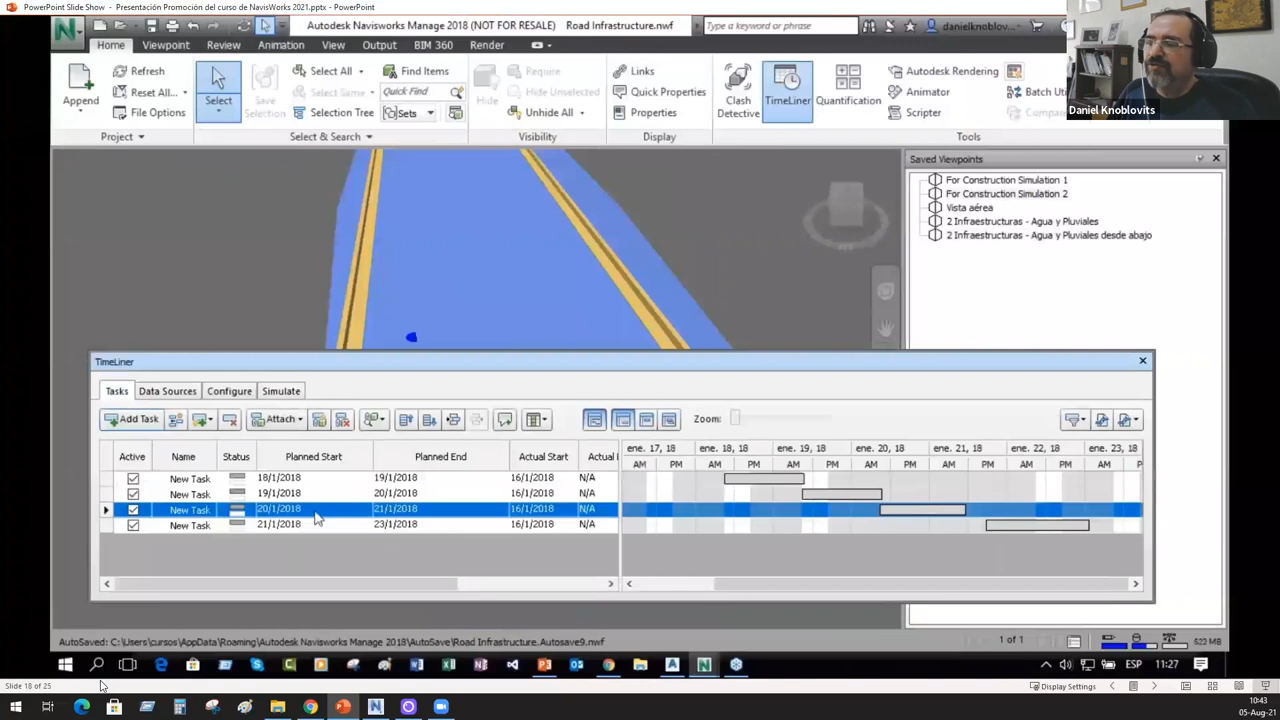 PowerPoint Slide Show - Presentación Promoción del curso de NavisWorks 2021.pptx - PowerPoint
Autodesk Navisworks Manage 2018 (NOT FOR RESALE) Road Infrastructure.nwf
Type a keyword or phrase
danielknoblov...
Home Viewpoint Review Animation View Output BIM 360 Render
Append
Refresh
Reset All...
File Options
Project
Select
Save Selection
Select All
Select Same
Selection Tree
Find Items
Quick Find
Sets
Select & Search
Hide
Require
Hide Unselected
Unhide All
Visibility
Links
Quick Properties
Properties
Display
Clash Detective
TimeLiner
Quantification
Autodesk Rendering
Animator
Scripter
Batch Uti
Compare
Tools
Daniel Knoblovits
Saved Viewpoints
For Construction Simulation 1
For Construction Simulation 2
Vista aérea
2 Infraestructuras - Agua y Pluviales
2 Infraestructuras - Agua y Pluviales desde abajo
TimeLiner
Tasks Data Sources Configure Simulate
Add Task Attach Zoom:
Active Name Status Planned Start Planned End Actual Start Actual
ene. 17, 18 ene. 18, 18 ene. 19, 18 ene. 20, 18 ene. 21, 18 ene. 22, 18 ene. 23, 18
AM PM AM PM AM PM AM PM AM PM AM PM AM P
New Task 18/1/2018 19/1/2018 16/1/2018 N/A
New Task 19/1/2018 20/1/2018 16/1/2018 N/A
New Task 20/1/2018 21/1/2018 16/1/2018 N/A
New Task 21/1/2018 23/1/2018 16/1/2018 N/A
AutoSaved: C:\Users\cursos\AppData\Roaming\Autodesk Navisworks Manage 2018\AutoSave\Road Infrastructure.Autosave9.nwf
1 of 1
522 MB
ESP 11:27
Slide 18 of 25
Display Settings
10:43
05-Aug-21